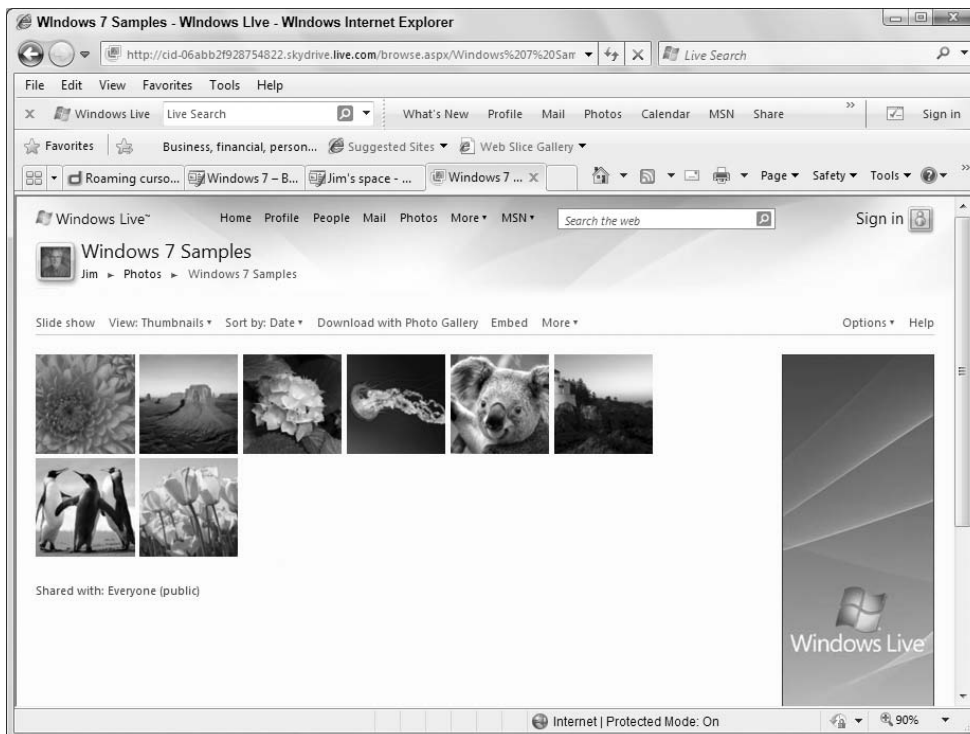 WIndows 7 Samples - WIndows LIve - WIndows Internet Explorer
http://cid-06abb2f928754822.skydrive.live.com/browse.aspx/Windows%207%20Sam
Live Search
File Edit View Favorites Tools Help
x Windows Live Live Search What's New Profile Mail Photos Calendar MSN Share » Sign in
Favorites Business, financial, person... Suggested Sites Web Slice Gallery
Roaming curso... Windows 7 – B... Jim's space - ... Windows 7 ... X Page Safety Tools »
Windows Live™ Home Profile People Mail Photos More MSN Search the web Sign in
Windows 7 Samples
Jim ► Photos ► Windows 7 Samples
Slide show View: Thumbnails Sort by: Date Download with Photo Gallery Embed More Options Help
Shared with: Everyone (public)
Windows Live
Internet | Protected Mode: On 90%